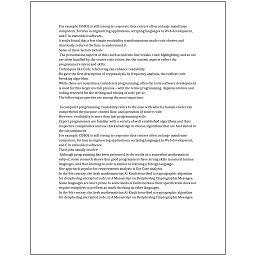 For example, COBOL is still strong in corporate data centers often on large mainframe
computers, Fortran in engineering applications, scripting languages in Web development,
and C in embedded software.
A study found that a few simple readability transformations made code shorter and
drastically reduced the time to understand it.
Some of these factors include:
The presentation aspects of this (such as indents, line breaks, color highlighting, and so on)
are often handled by the source code editor, but the content aspects reflect the
programmer's talent and skills.
Techniques like Code refactoring can enhance readability.
He gave the first description of cryptanalysis by frequency analysis, the earliest code-
breaking algorithm.
While these are sometimes considered programming, often the term software development
is used for this larger overall process – with the terms programming, implementation, and
coding reserved for the writing and editing of code per se.
The following properties are among the most important:
In computer programming, readability refers to the ease with which a human reader can
comprehend the purpose, control flow, and operation of source code.
However, readability is more than just programming style.
Expert programmers are familiar with a variety of well-established algorithms and their
respective complexities and use this knowledge to choose algorithms that are best suited to
the circumstances.
For example, COBOL is still strong in corporate data centers often on large mainframe
computers, Fortran in engineering applications, scripting languages in Web development,
and C in embedded software.
Their jobs usually involve:
Although programming has been presented in the media as a somewhat mathematical
subject, some research shows that good programmers have strong skills in natural human
languages, and that learning to code is similar to learning a foreign language.
One approach popular for requirements analysis is Use Case analysis.
In the 9th century, the Arab mathematician Al-Kindi described a cryptographic algorithm
for deciphering encrypted code, in A Manuscript on Deciphering Cryptographic Messages.
Some languages are more prone to some kinds of faults because their specification does not
require compilers to perform as much checking as other languages.
In the 9th century, the Arab mathematician Al-Kindi described a cryptographic algorithm
for deciphering encrypted code, in A Manuscript on Deciphering Cryptographic Messages.